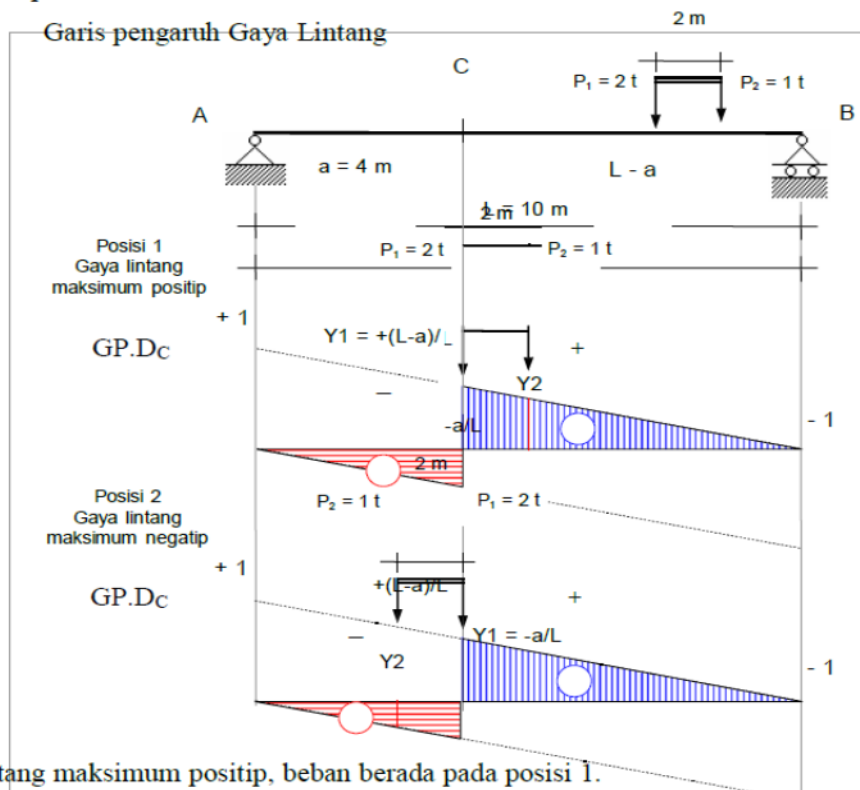 Garis pengaruh Gaya Lintang
2 m
C
P₁ = 2 t
P₂ = 1 t
A
B
a = 4 m
L - a
= 10 m
2 m
Posisi 1
Gaya lintang
maksimum positip
P₁ = 2 t
P₂ = 1 t
+ 1
GP.DC
Y1 = +(L-a)/L
+
Y2
–
-a/L
- 1
2 m
Posisi 2
Gaya lintang
maksimum negatip
P₂ = 1 t
P₁ = 2 t
+ 1
GP.DC
+(L-a)/L
+
–
Y1 = -a/L
Y2
- 1
tang maksimum positip, beban berada pada posisi 1.